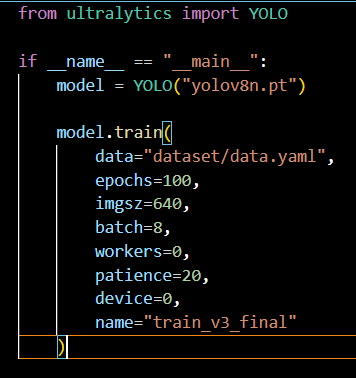 from ultralytics import YOLO
if __name__ == "__main__":
    model = YOLO("yolov8n.pt")
    model.train(
        data="dataset/data.yaml",
        epochs=100,
        imgsz=640,
        batch=8,
        workers=0,
        patience=20,
        device=0,
        name="train_v3_final"
    )